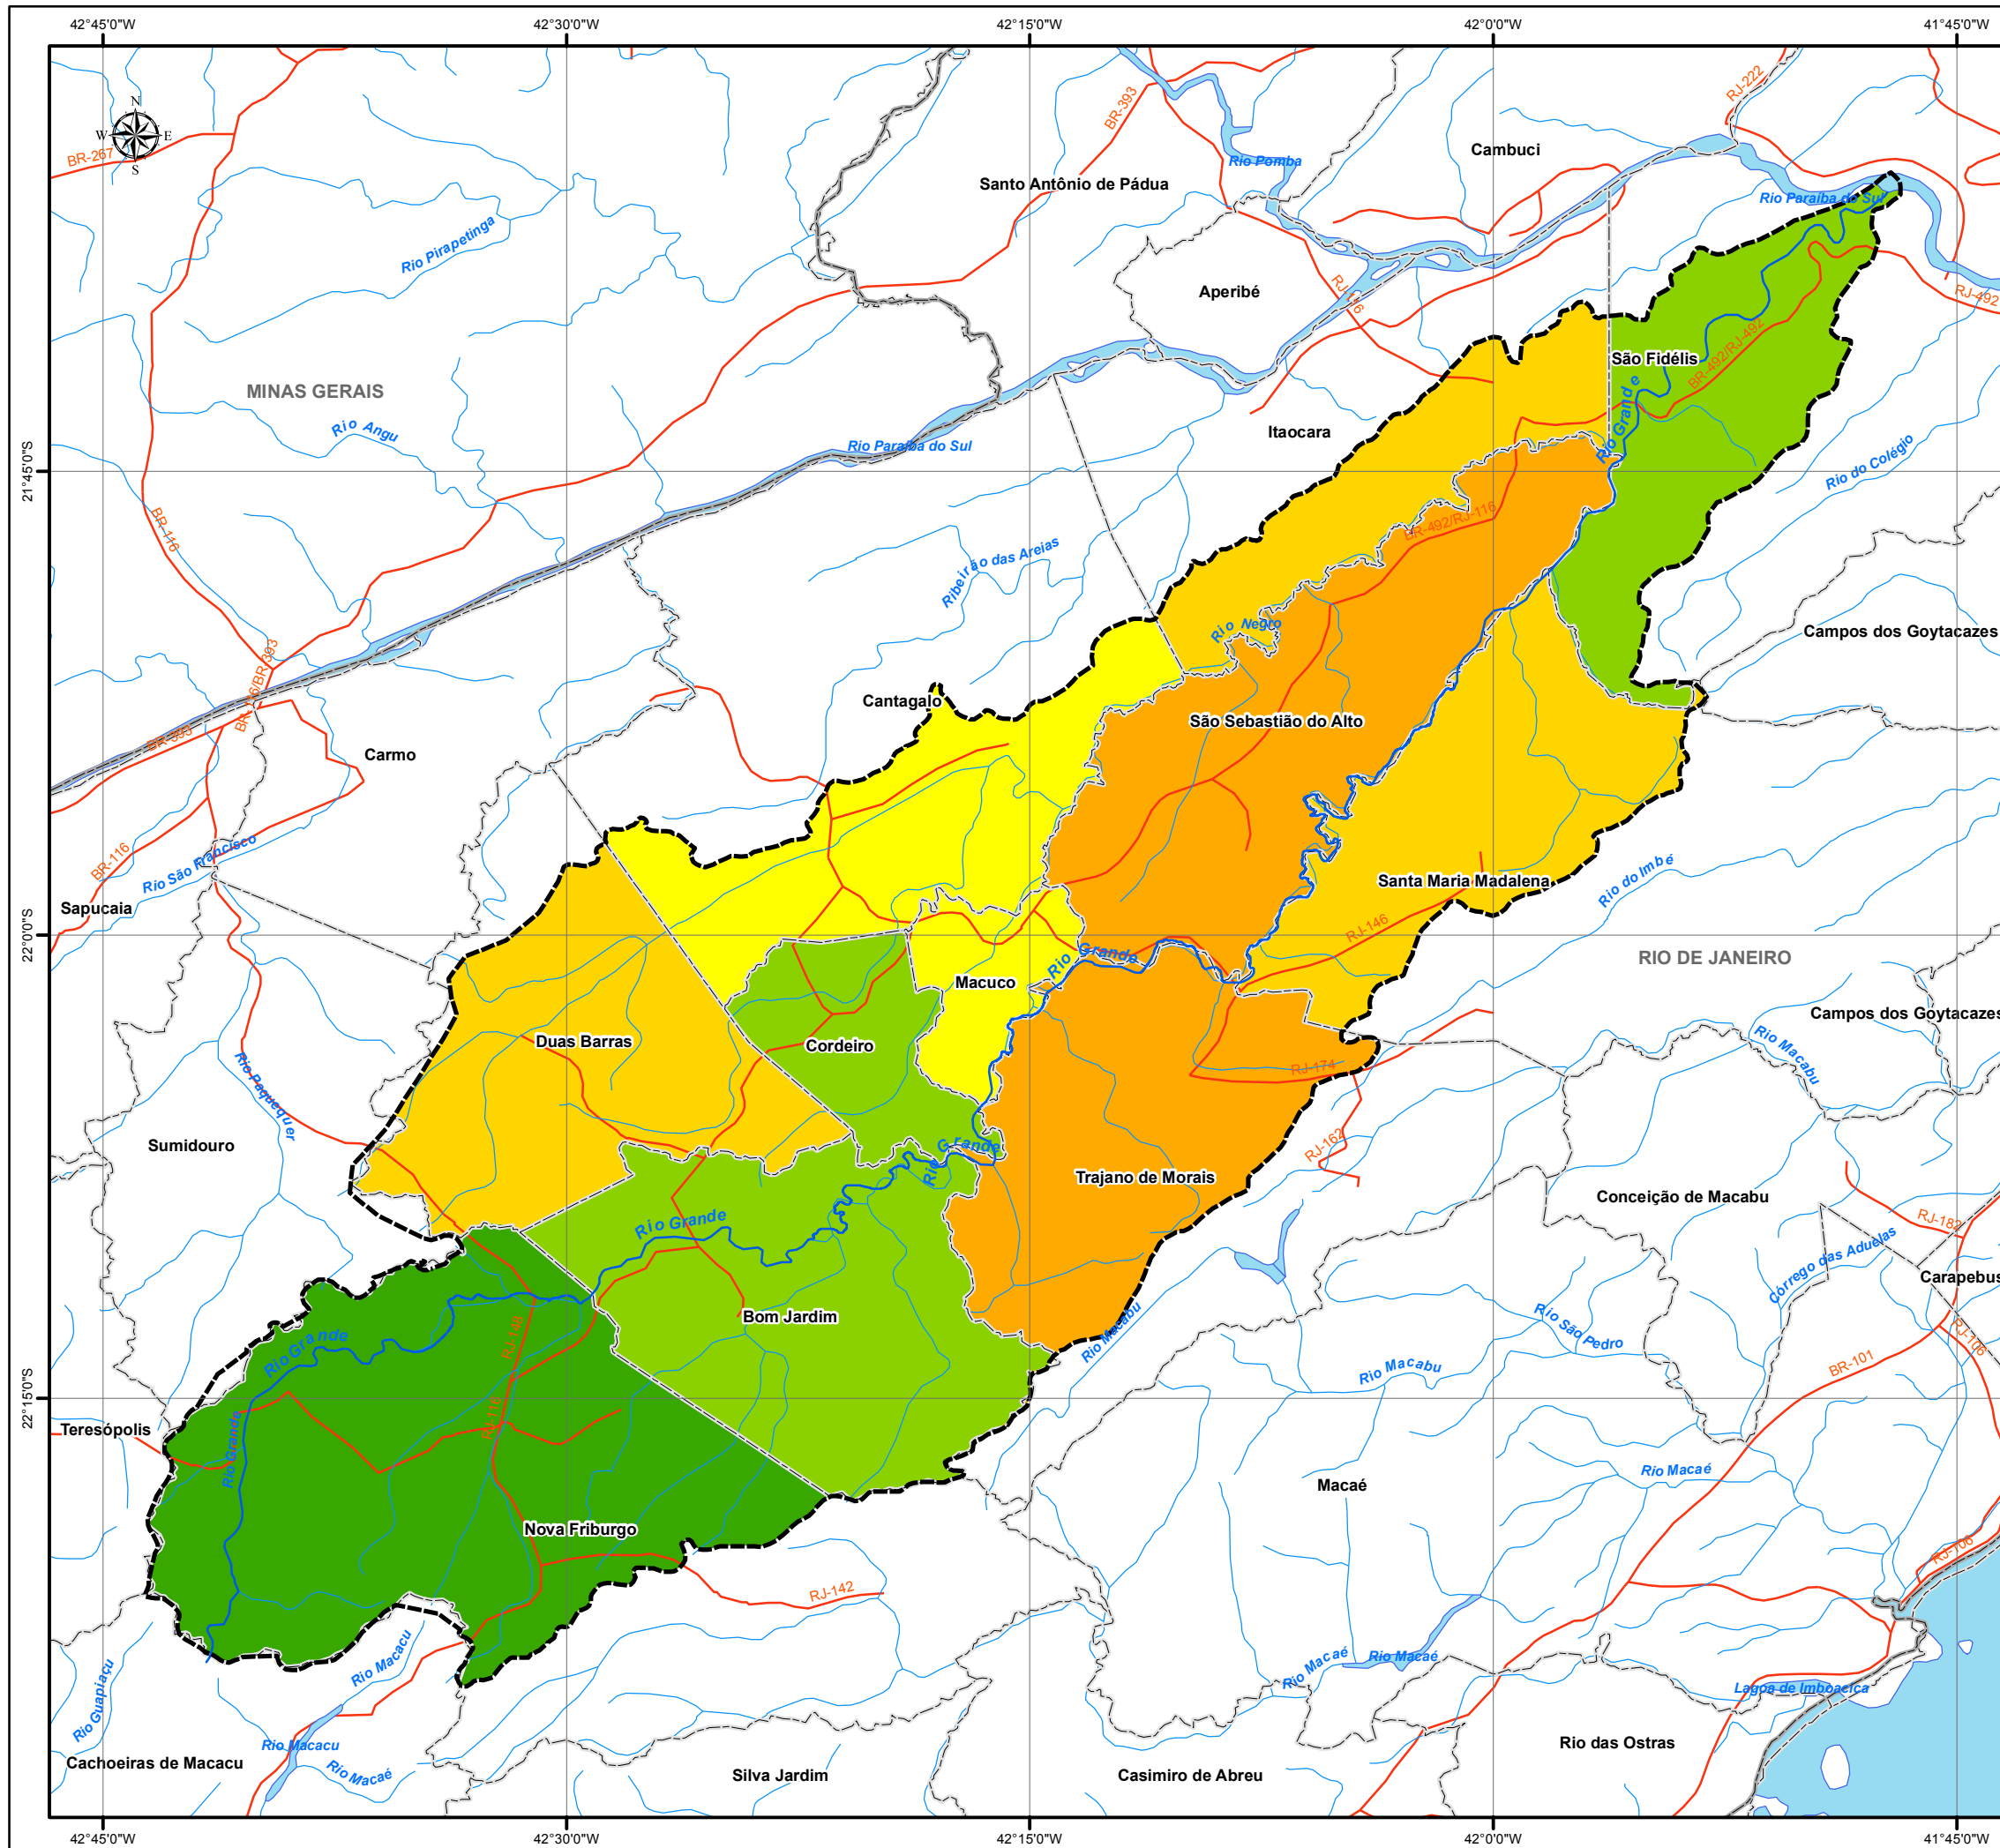 42°45'0"W
42°30'0"W
42°15'0"W
42°0'0"W
41°45'0"W
N
W
E
S
BR-267
BR-393
RJ-222
Rio Pomba
Cambuci
Santo Antônio de Pádua
Rio Paraíba do Sul
Rio Pirapetinga
Aperibé
RJ-116
RJ-492
São Fidélis
BR-492/RJ-492
MINAS GERAIS
Rio Angu
Rio Paraíba do Sul
Itaocara
Rio Grande
Rio do Colégio
21°45'0"S
BR-116
BR-492/RJ-116
Ribeirão das Areias
Rio Negro
Campos dos Goytacazes
BR-116/BR-393
BR-393
Cantagalo
São Sebastião do Alto
Carmo
BR-116
Rio São Francisco
Santa Maria Madalena
Rio do Imbé
Sapucaia
RJ-146
22°0'0"S
Rio Grande
RIO DE JANEIRO
Macuco
Campos dos Goytacazes
Duas Barras
Cordeiro
Rio Macabu
RJ-174
Rio Paquequer
Sumidouro
RJ-162
Rio Grande
Trajano de Morais
Conceição de Macabu
Rio Grande
RJ-182
Córrego das Aduelas
Carapebus
Bom Jardim
RJ-148
Rio Grande
Rio Macabu
Rio São Pedro
RJ-106
Rio Macabu
BR-101
22°15'0"S
Teresópolis
RJ-116
Rio Grande
Rio Macaé
Macaé
Nova Friburgo
RJ-106
RJ-142
Rio Macacu
Rio Macaé
Rio Macaé
Rio Guapiaçu
Lagoa de Imboacica
Rio Macacu
Rio das Ostras
Cachoeiras de Macacu
Rio Macaé
Silva Jardim
Casimiro de Abreu
42°45'0"W
42°30'0"W
42°15'0"W
42°0'0"W
41°45'0"W